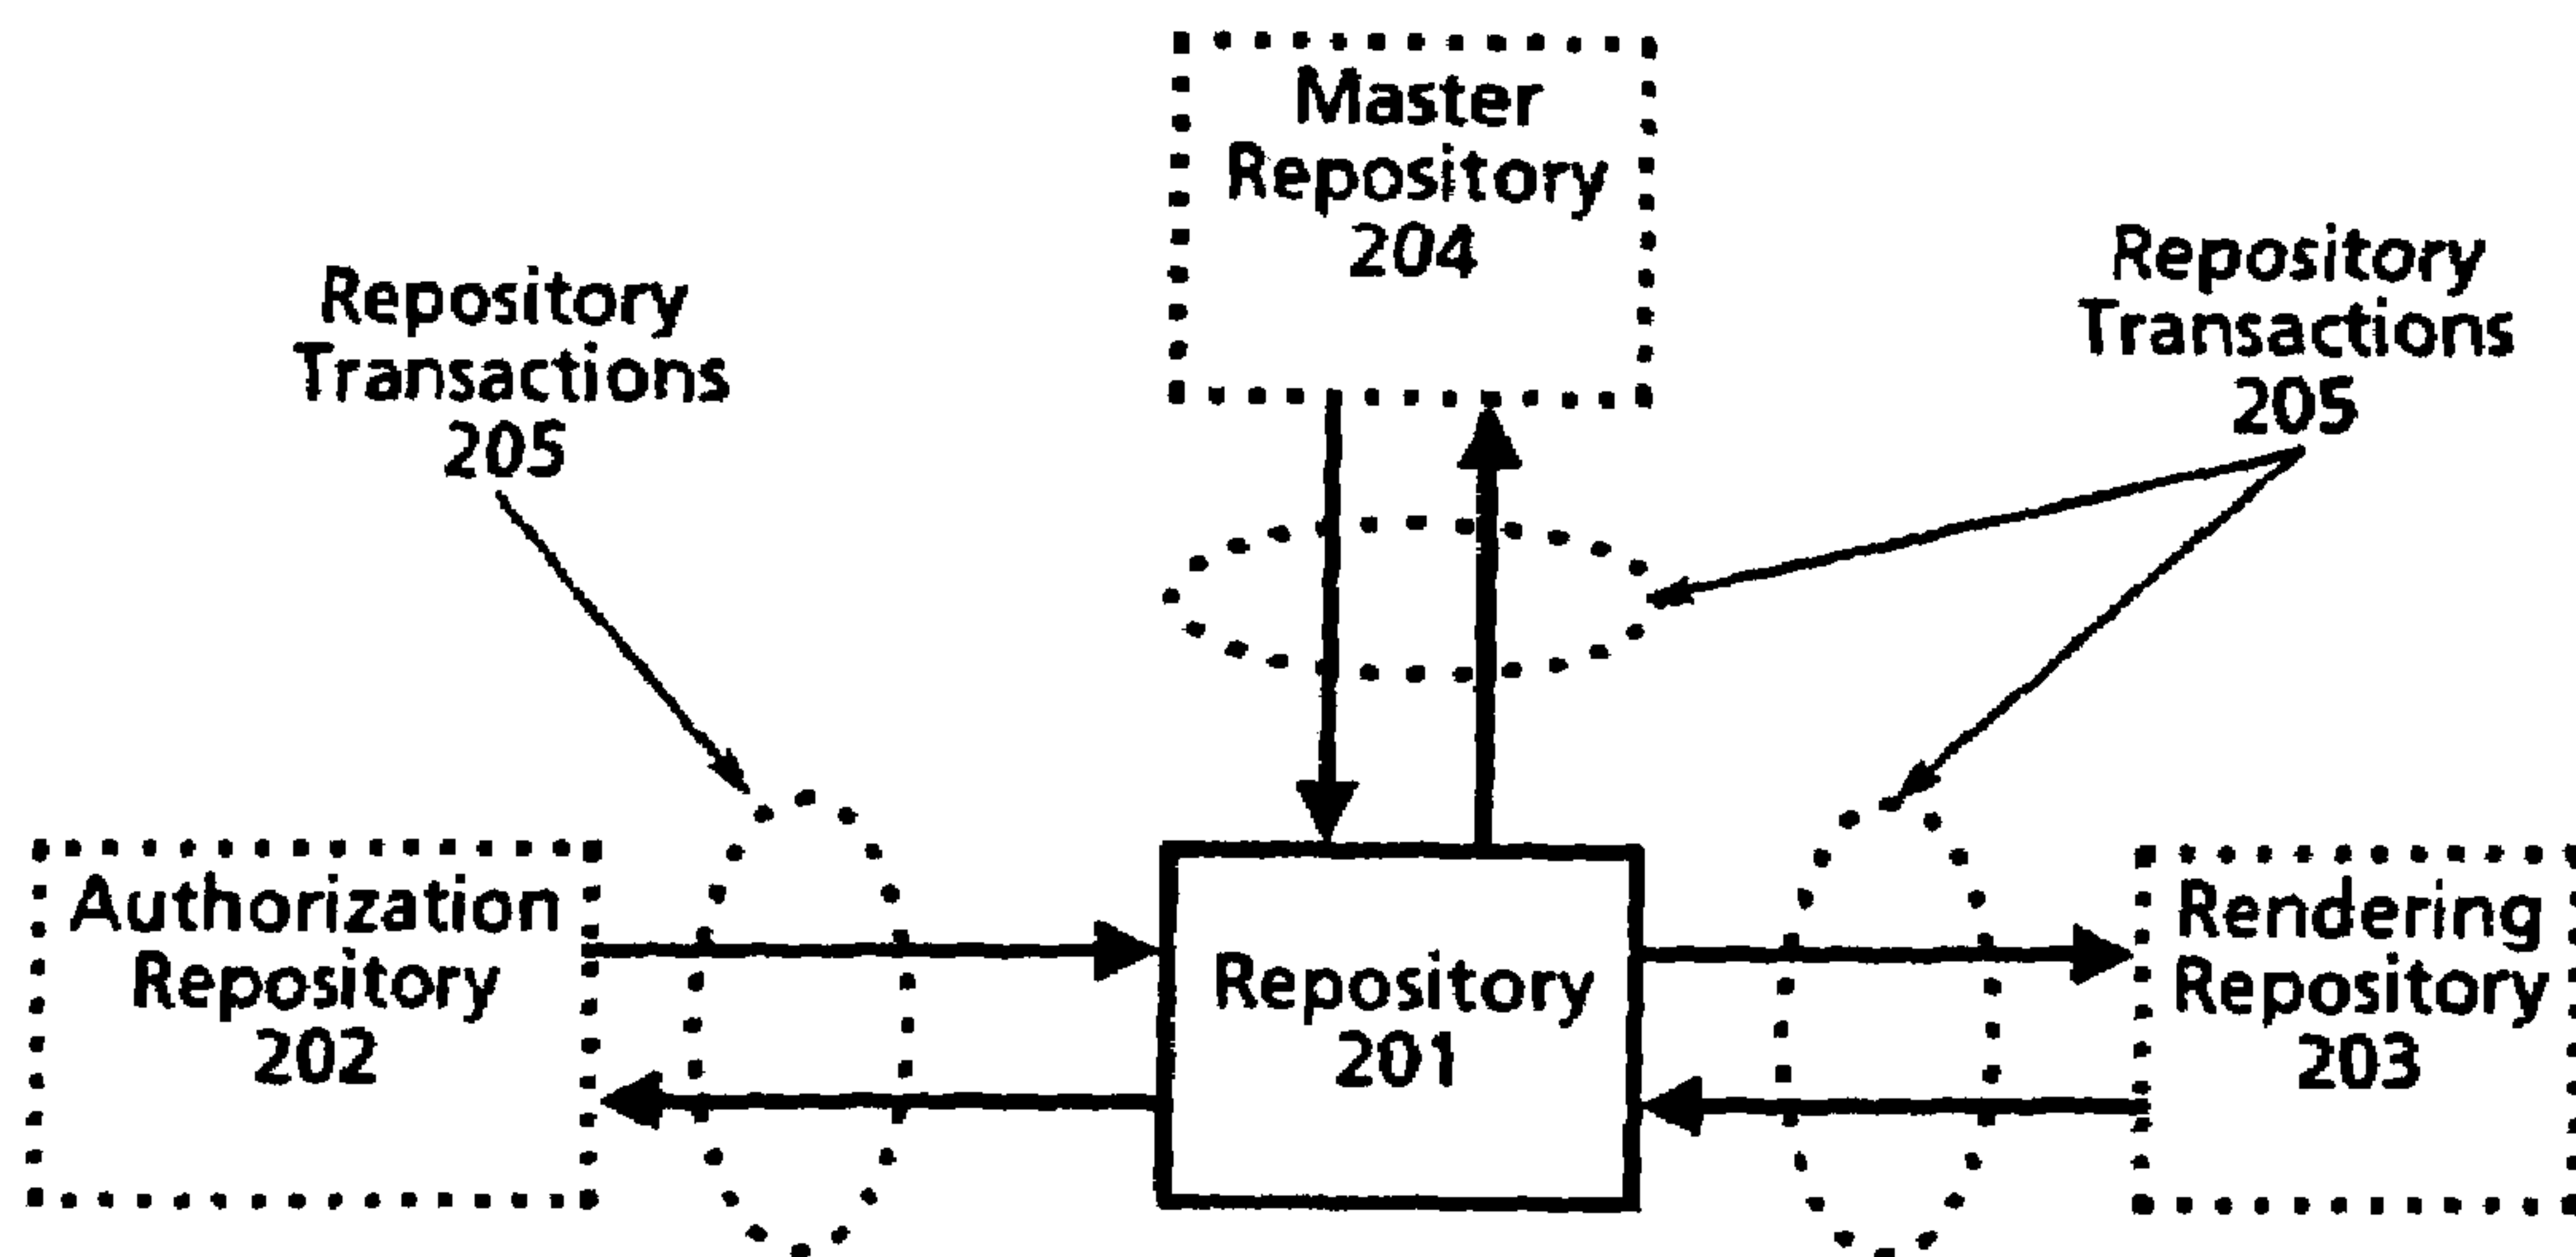 Master
Repository
204
Repository
Transactions
205
Repository
Transactions
205
Authorization
Repository
202
Repository
201
Rendering
Repository
203